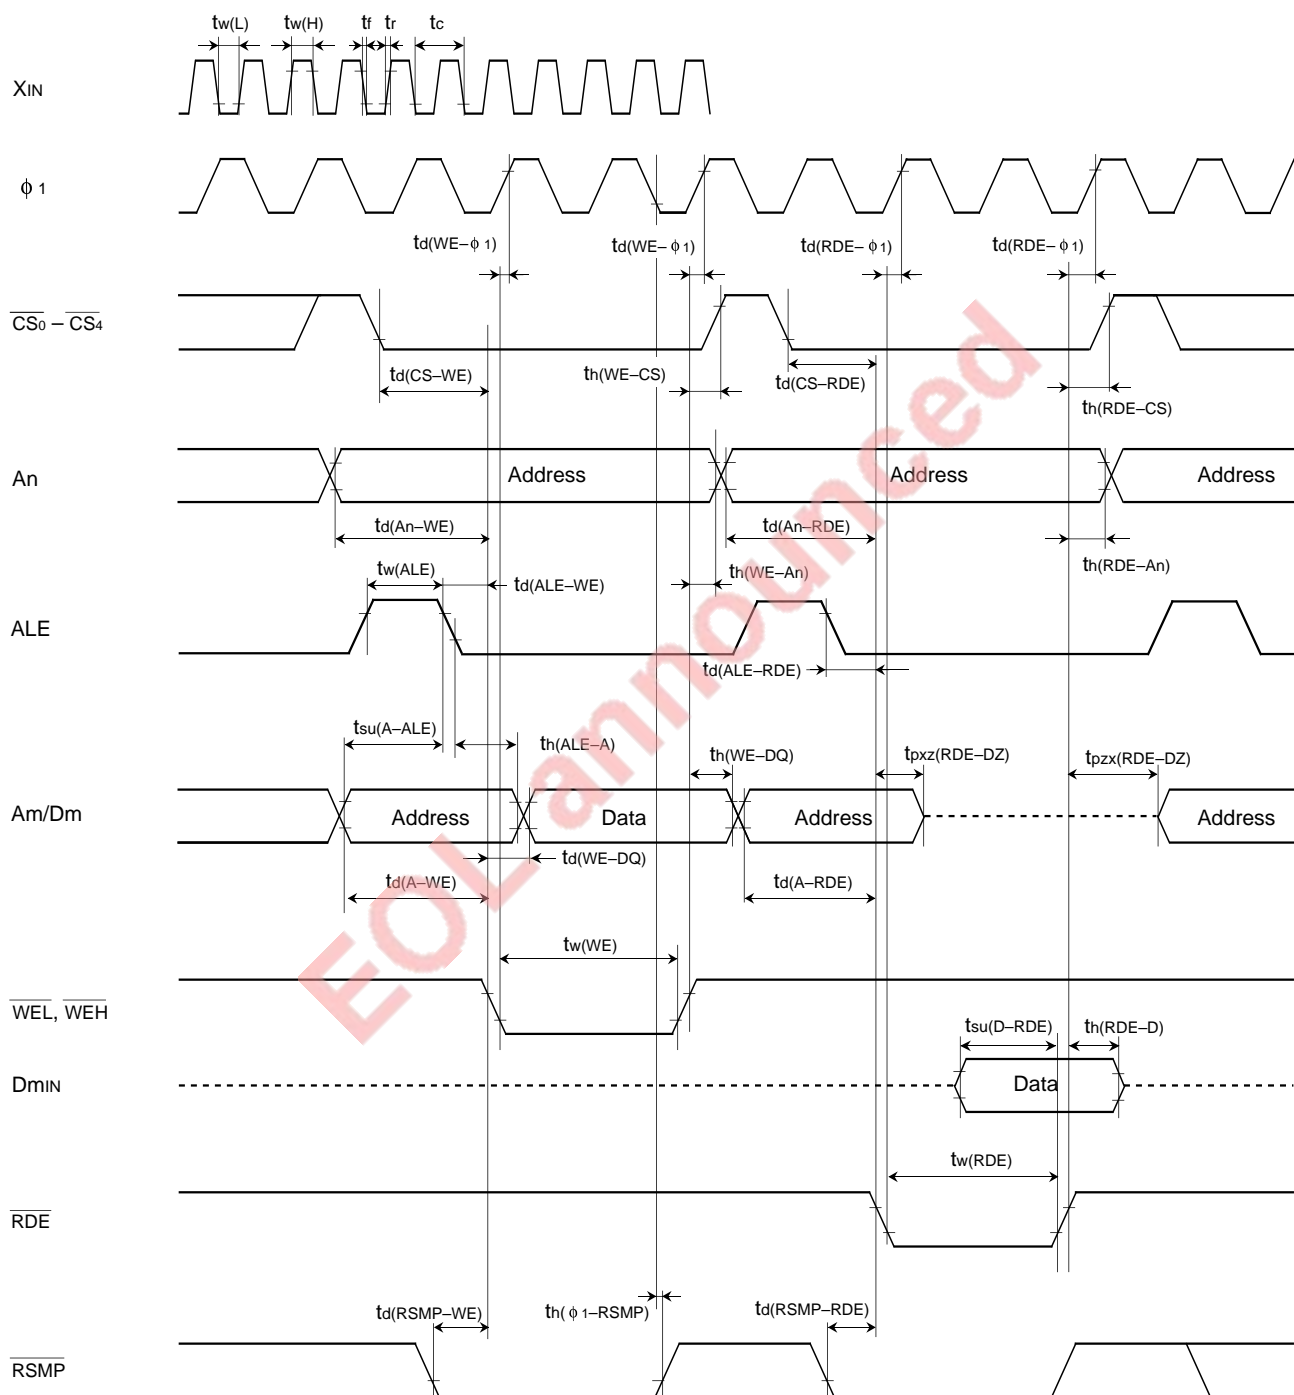 tw(L) tw(H) tf tr tc
XIN
ϕ 1
td(WE–ϕ 1) td(WE–ϕ 1) td(RDE–ϕ 1) td(RDE–ϕ 1)
CS0 – CS4
td(CS–WE) th(WE–CS) td(CS–RDE) th(RDE–CS)
An Address Address Address
td(An–WE) td(An–RDE)
tw(ALE) td(ALE–WE) th(WE–An) th(RDE–An)
ALE
td(ALE–RDE)
tsu(A–ALE) th(ALE–A) th(WE–DQ) tpxz(RDE–DZ) tpzx(RDE–DZ)
Am/Dm Address Data Address Address
td(WE–DQ)
td(A–WE) td(A–RDE)
tw(WE)
WEL, WEH
tsu(D–RDE) th(RDE–D)
DmIN Data
tw(RDE)
RDE
td(RSMP–WE) th(ϕ 1–RSMP) td(RSMP–RDE)
RSMP
EOL announced